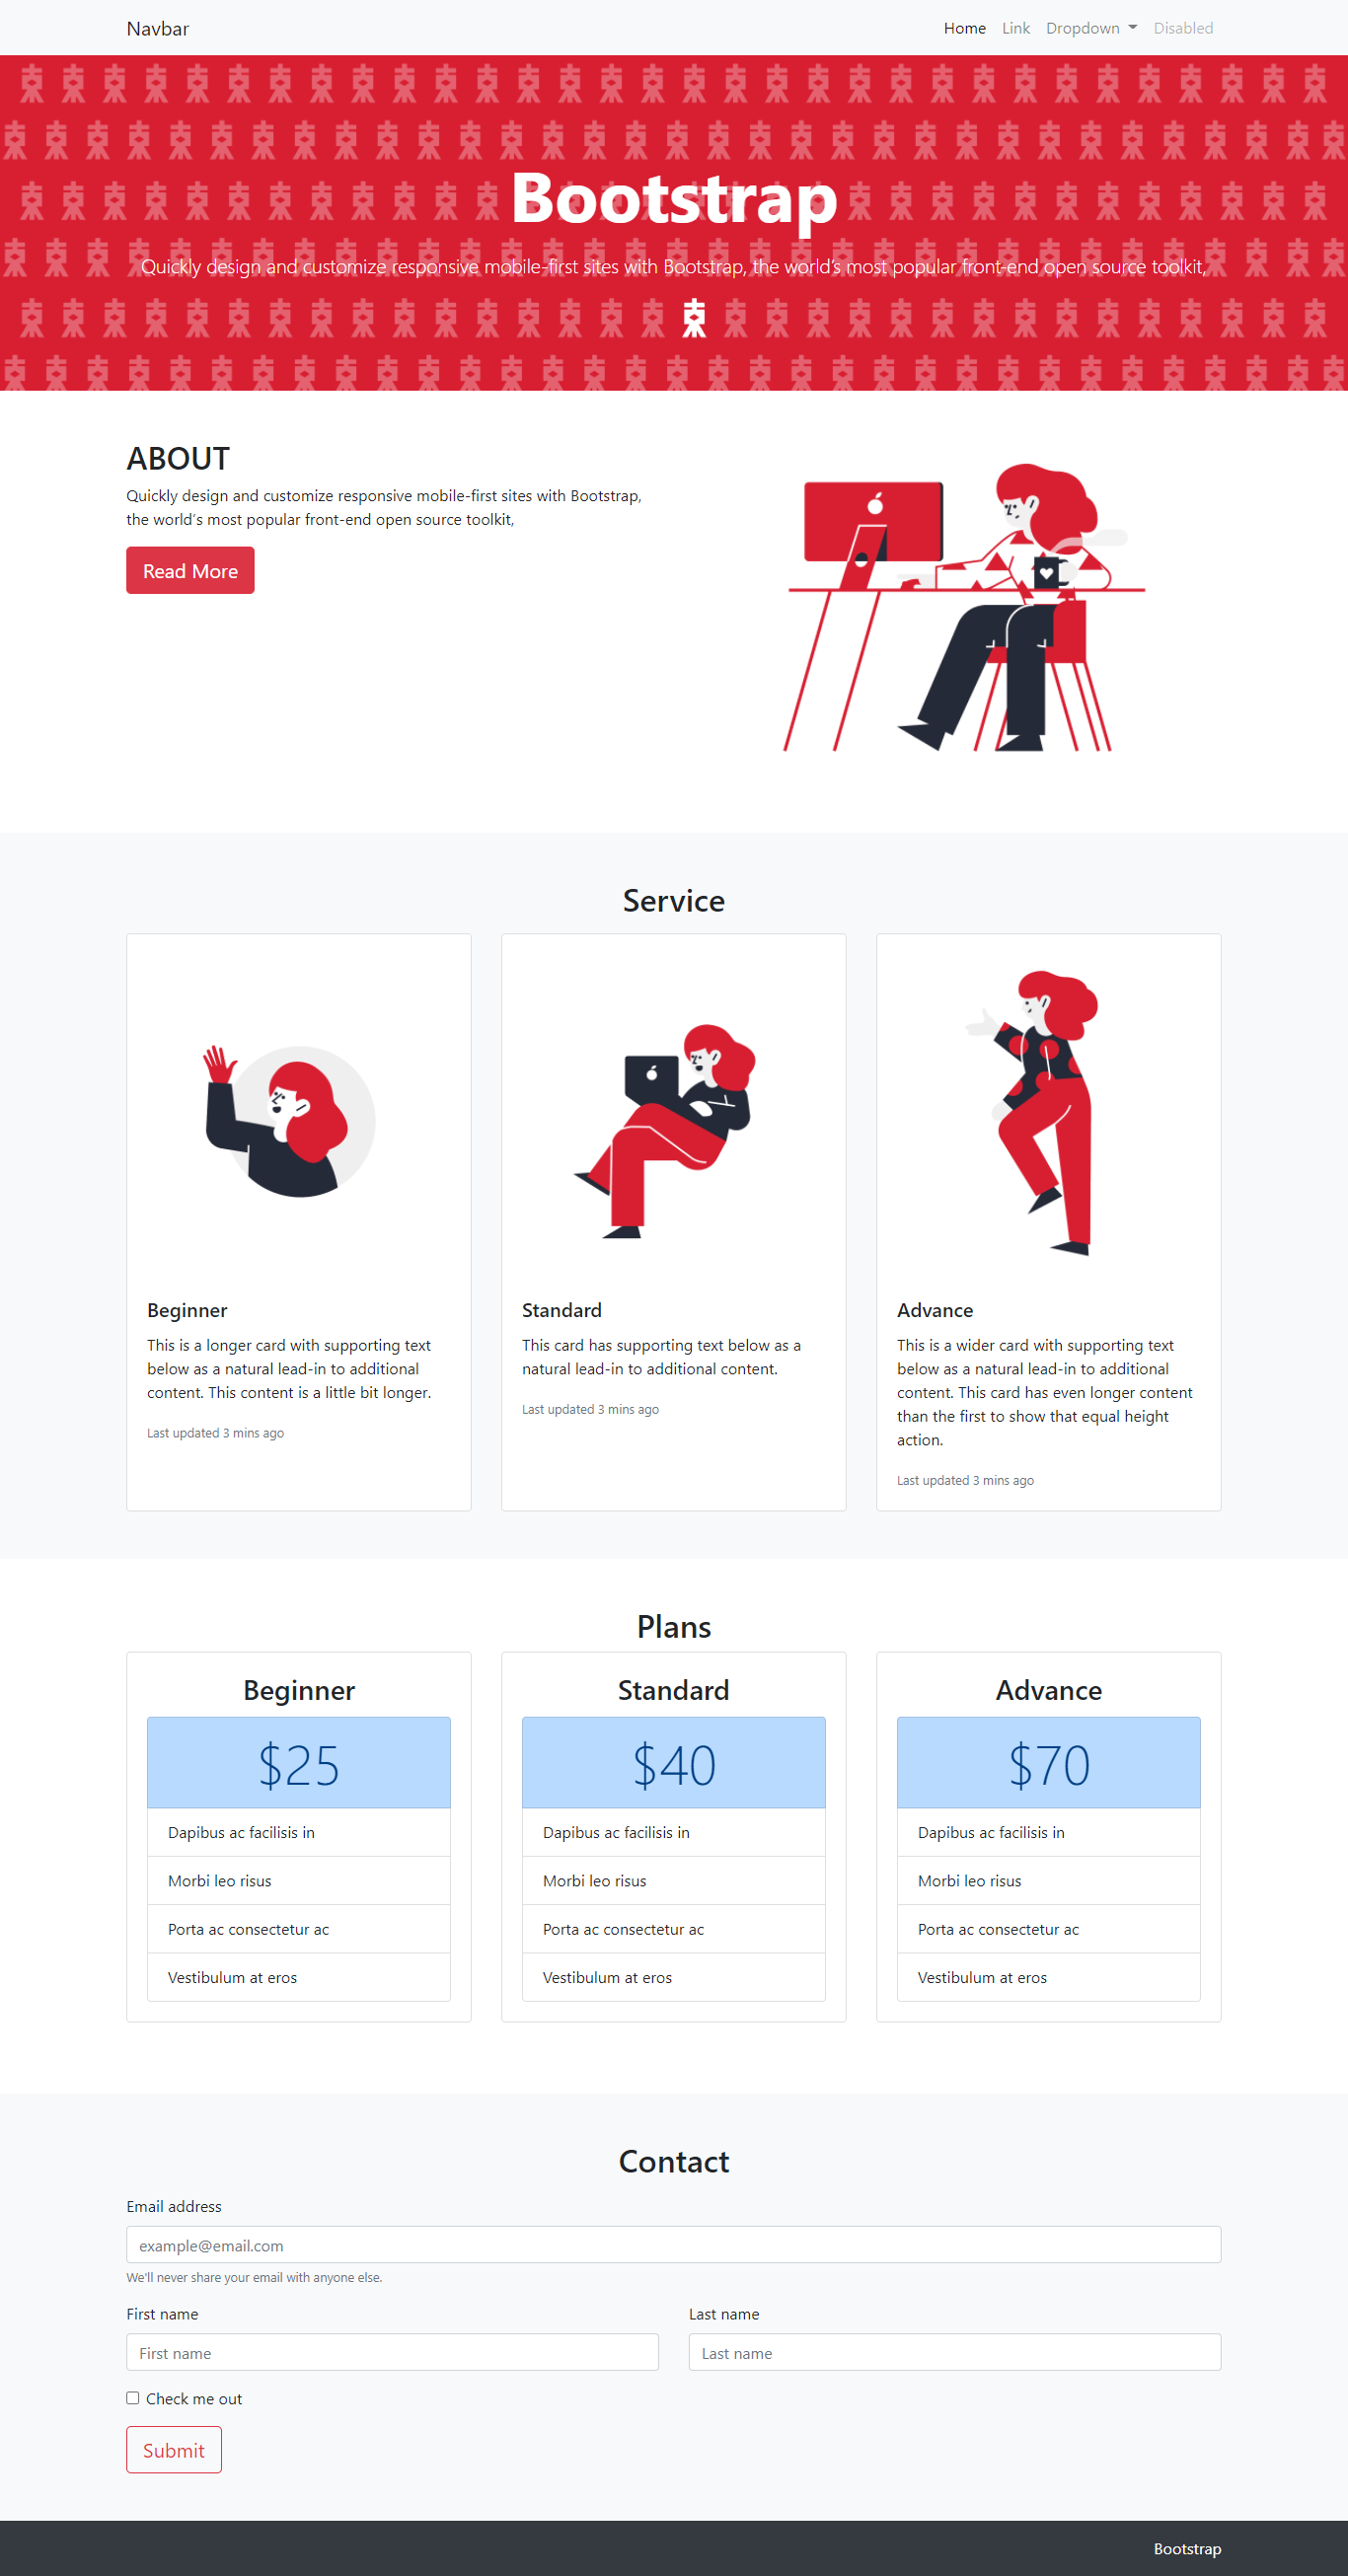 Navbar
Home Link Dropdown Disabled
Bootstrap
Quickly design and customize responsive mobile-first sites with Bootstrap, the world's most popular front-end open source toolkit,
ABOUT
Quickly design and customize responsive mobile-first sites with Bootstrap,
the world's most popular front-end open source toolkit,
Read More
Service
Beginner
This is a longer card with supporting text
below as a natural lead-in to additional
content. This content is a little bit longer.
Last updated 3 mins ago
Standard
This card has supporting text below as a
natural lead-in to additional content.
Last updated 3 mins ago
Advance
This is a wider card with supporting text
below as a natural lead-in to additional
content. This card has even longer content
than the first to show that equal height
action.
Last updated 3 mins ago
Plans
Beginner
$25
Dapibus ac facilisis in
Morbi leo risus
Porta ac consectetur ac
Vestibulum at eros
Standard
$40
Dapibus ac facilisis in
Morbi leo risus
Porta ac consectetur ac
Vestibulum at eros
Advance
$70
Dapibus ac facilisis in
Morbi leo risus
Porta ac consectetur ac
Vestibulum at eros
Contact
Email address
example@email.com
We'll never share your email with anyone else.
First name
First name
Last name
Last name
Check me out
Submit
Bootstrap